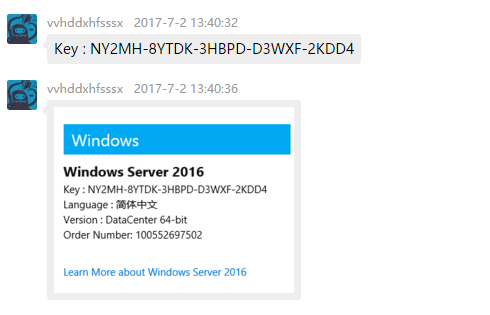 vvhddxhfsssx 2017-7-2 13:40:32
Key : NY2MH-8YTDK-3HBPD-D3WXF-2KDD4
vvhddxhfsssx 2017-7-2 13:40:36
Windows
Windows Server 2016
Key : NY2MH-8YTDK-3HBPD-D3WXF-2KDD4
Language : 简体中文
Version : DataCenter 64-bit
Order Number: 100552697502
Learn More about Windows Server 2016